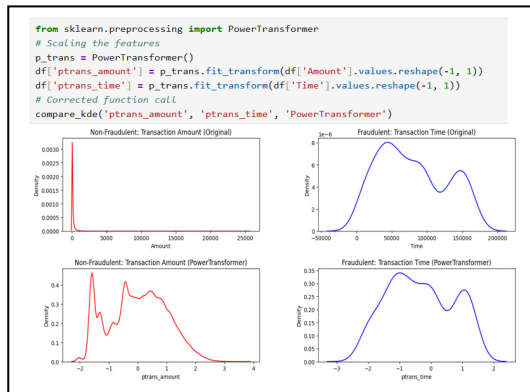 from sklearn.preprocessing import PowerTransformer
# Scaling the features
p_trans = PowerTransformer()
df['ptrans_amount'] = p_trans.fit_transform(df['Amount'].values.reshape(-1, 1))
df['ptrans_time'] = p_trans.fit_transform(df['Time'].values.reshape(-1, 1))
# Corrected function call
compare_kde('ptrans_amount', 'ptrans_time', 'PowerTransformer')
Non-Fraudulent: Transaction Amount (Original)
0.0030
0.0025
0.0020
0.0015
0.0010
0.0005
0.0000
Density
0 5000 10000 15000 20000 25000
Amount
Fraudulent: Transaction Time (Original)
1e-6
8
6
4
2
0
Density
-50000 0 50000 100000 150000 200000
Time
Non-Fraudulent: Transaction Amount (PowerTransformer)
0.4
0.3
0.2
0.1
0.0
Density
-2 -1 0 1 2 3 4
ptrans_amount
Fraudulent: Transaction Time (PowerTransformer)
0.35
0.30
0.25
0.20
0.15
0.10
0.05
0.00
Density
-3 -2 -1 0 1 2
ptrans_time